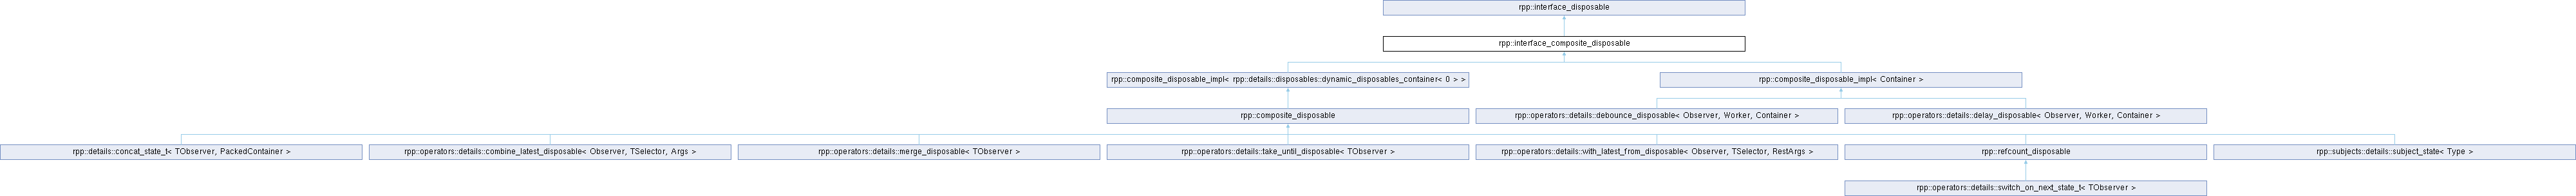 rpp::interface_disposable
rpp::interface_composite_disposable
rpp::composite_disposable_impl< rpp::details::disposables::dynamic_disposables_container< 0 > >
rpp::composite_disposable_impl< Container >
rpp::composite_disposable
rpp::operators::details::debounce_disposable< Observer, Worker, Container >
rpp::operators::details::delay_disposable< Observer, Worker, Container >
rpp::details::concat_state_t< TObserver, PackedContainer >
rpp::operators::details::combine_latest_disposable< Observer, TSelector, Args >
rpp::operators::details::merge_disposable< TObserver >
rpp::operators::details::take_until_disposable< TObserver >
rpp::operators::details::with_latest_from_disposable< Observer, TSelector, RestArgs >
rpp::refcount_disposable
rpp::subjects::details::subject_state< Type >
rpp::operators::details::switch_on_next_state_t< TObserver >